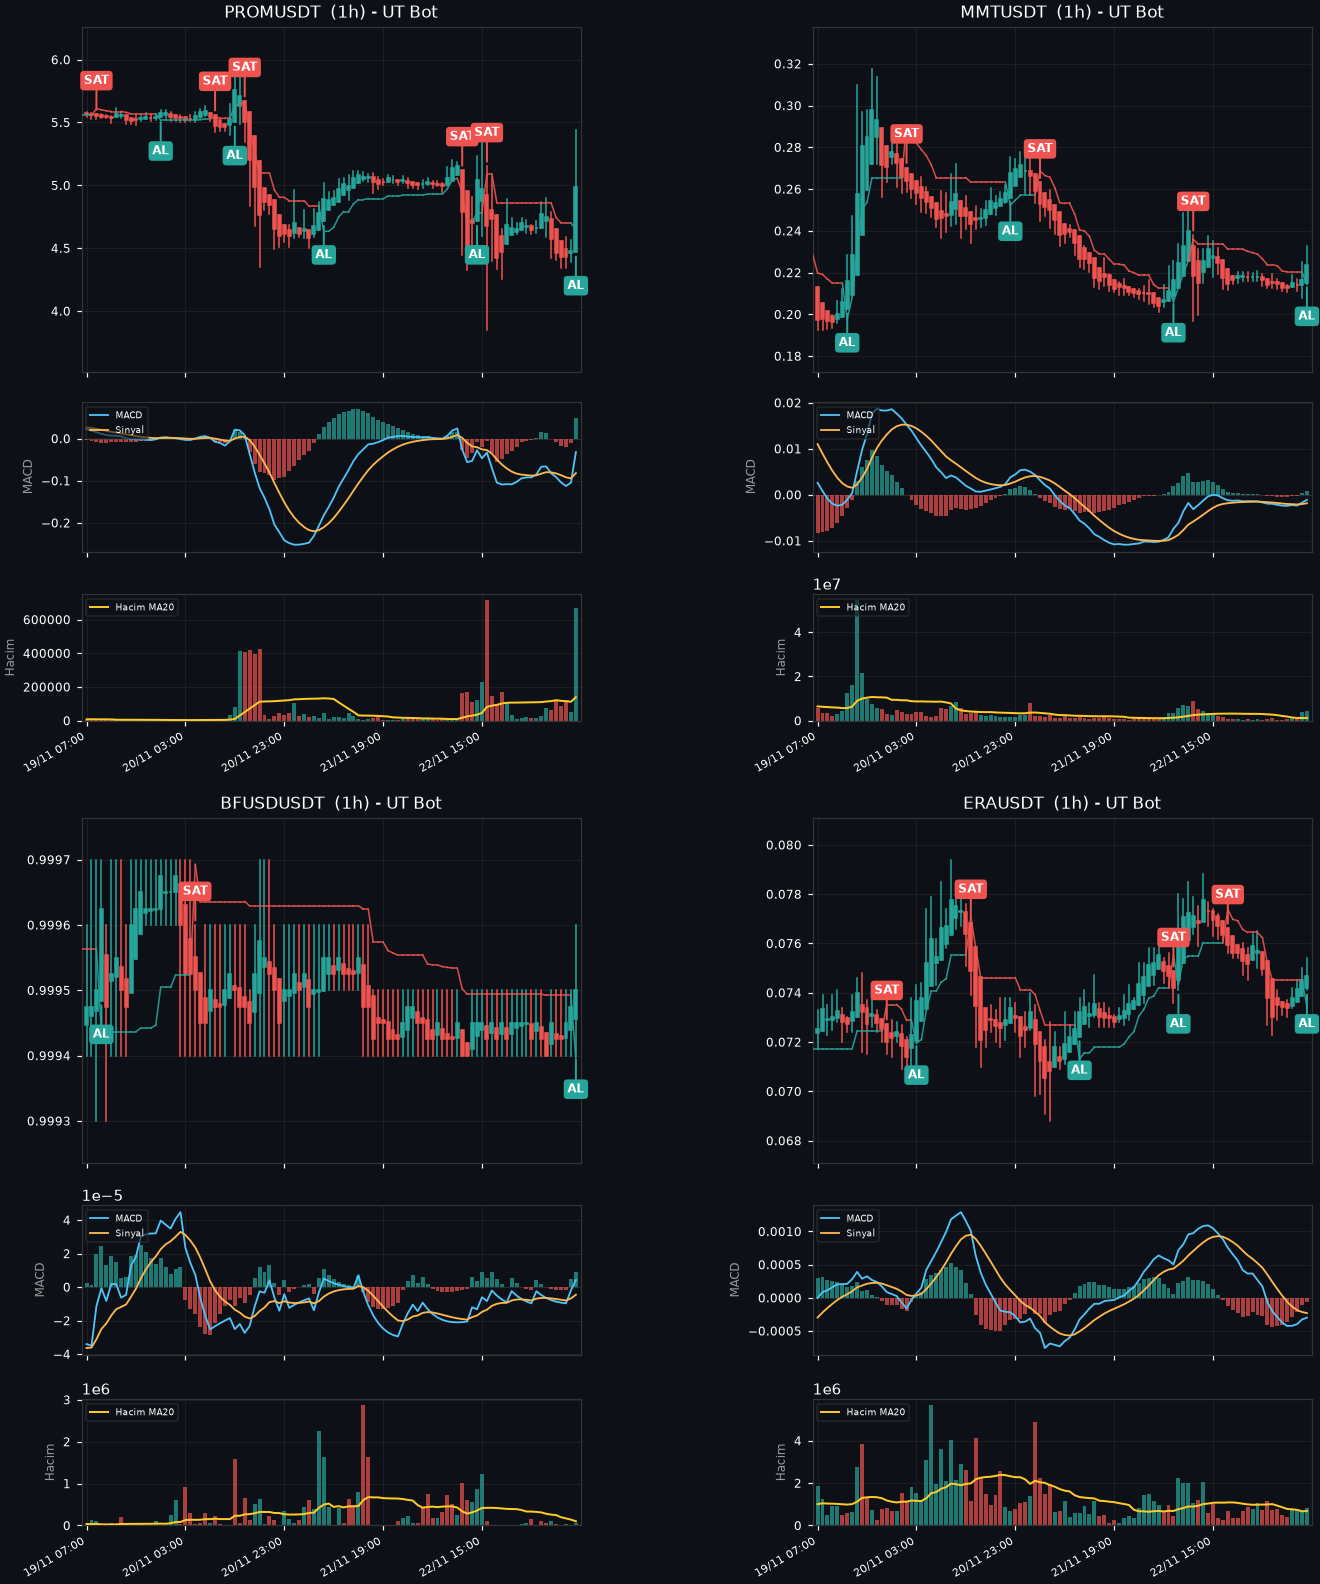 PROMUSDT  (1h) - UT Bot
6.0
5.5
5.0
4.5
4.0
SAT
SAT
SAT
AL
AL
AL
SAT
SAT
AL
AL
MACD
Sinyal
0.0
−0.1
−0.2
MACD
Hacim MA20
600000
400000
200000
0
Hacim
19/11 07:00
20/11 03:00
20/11 23:00
21/11 19:00
22/11 15:00
MMTUSDT  (1h) - UT Bot
0.32
0.30
0.28
0.26
0.24
0.22
0.20
0.18
SAT
SAT
SAT
AL
AL
AL
AL
MACD
Sinyal
0.02
0.01
0.00
−0.01
MACD
1e7
Hacim MA20
4
2
0
Hacim
19/11 07:00
20/11 03:00
20/11 23:00
21/11 19:00
22/11 15:00
BFUSDUSDT  (1h) - UT Bot
0.9997
0.9996
0.9995
0.9994
0.9993
SAT
AL
AL
1e−5
MACD
Sinyal
4
2
0
−2
−4
MACD
1e6
Hacim MA20
3
2
1
0
Hacim
19/11 07:00
20/11 03:00
20/11 23:00
21/11 19:00
22/11 15:00
ERAUSDT  (1h) - UT Bot
0.080
0.078
0.076
0.074
0.072
0.070
0.068
SAT
SAT
SAT
SAT
AL
AL
AL
AL
MACD
Sinyal
0.0010
0.0005
0.0000
−0.0005
MACD
1e6
Hacim MA20
4
2
0
Hacim
19/11 07:00
20/11 03:00
20/11 23:00
21/11 19:00
22/11 15:00